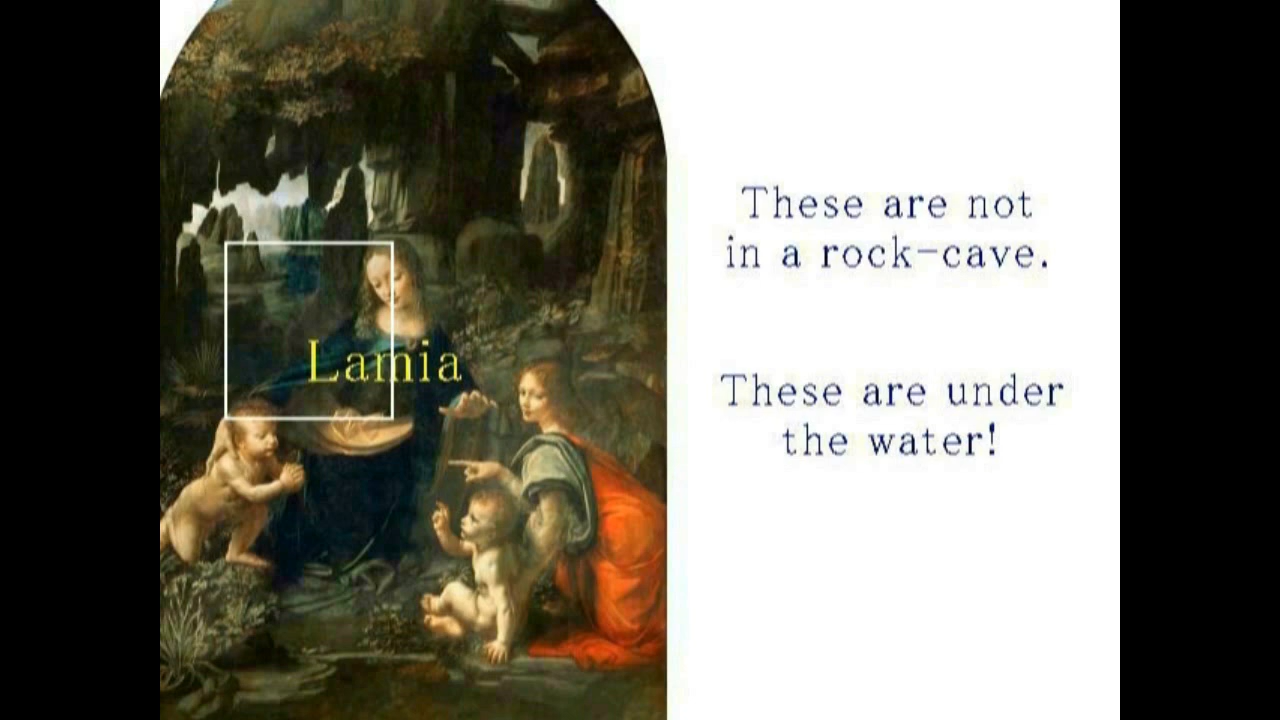 Lamia
These are not
in a rock-cave.
These are under
the water!